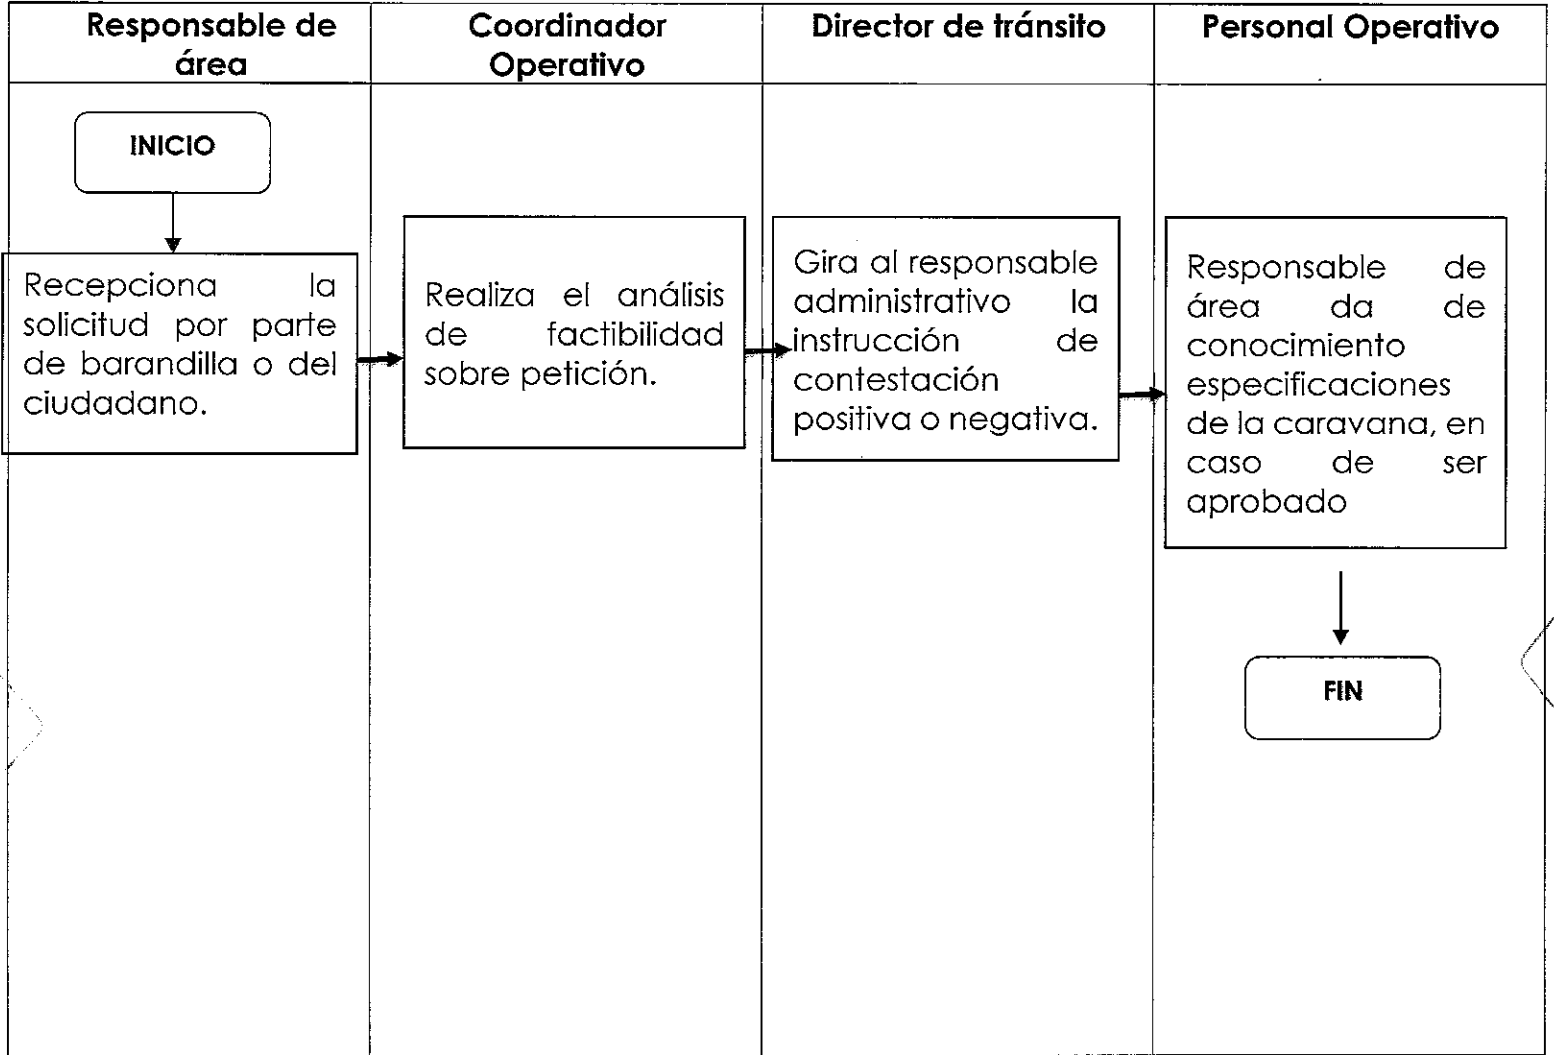 Responsable de
área
Coordinador
Operativo
Director de tránsito
Personal Operativo
INICIO
Recepciona la
solicitud por parte
de barandilla o del
ciudadano.
Realiza el análisis
de factibilidad
sobre petición.
Gira al responsable
administrativo la
instrucción de
contestación
positiva o negativa.
Responsable de
área da de
conocimiento
especificaciones
de la caravana, en
caso de ser
aprobado
FIN